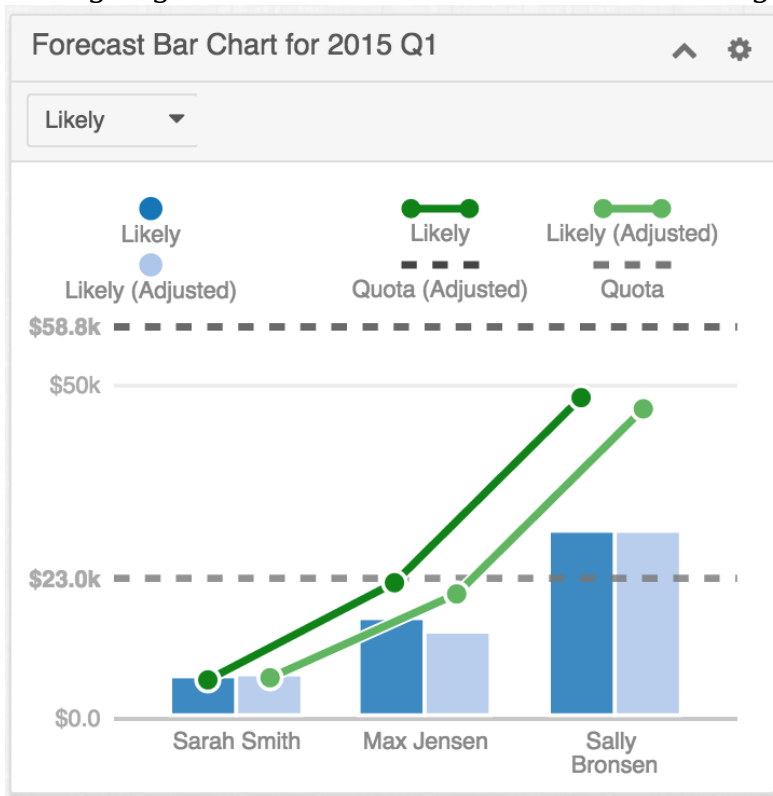 Forecast Bar Chart for 2015 Q1
Likely
Likely
Likely
Likely (Adjusted)
Likely (Adjusted)
Quota (Adjusted)
Quota
$58.8k
$50k
$23.0k
$0.0
Sarah Smith
Max Jensen
Sally
Bronsen